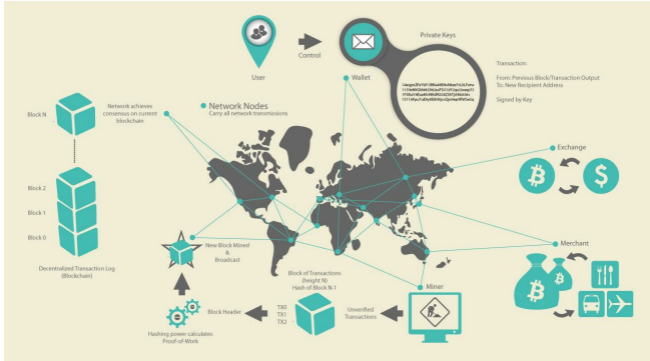 Private Keys
Control
User
Wallet
Transaction:
From: Previous Block/Transaction Output
To: New Recipient Address
Signed by Key
Block N
Network achieves
consensus on current
blockchain
Network Nodes
Carry all network transmissions
Exchange
Block 2
Block 1
Block 0
Decentralized Transaction Log
(Blockchain)
New Block Mined
&
Broadcast
Merchant
Block of Transactions
(height N)
Hash of Block N-1
Miner
Block Header
TX0
TX1
TX2
Unverified
Transactions
Hashing power calculates
Proof-of-Work